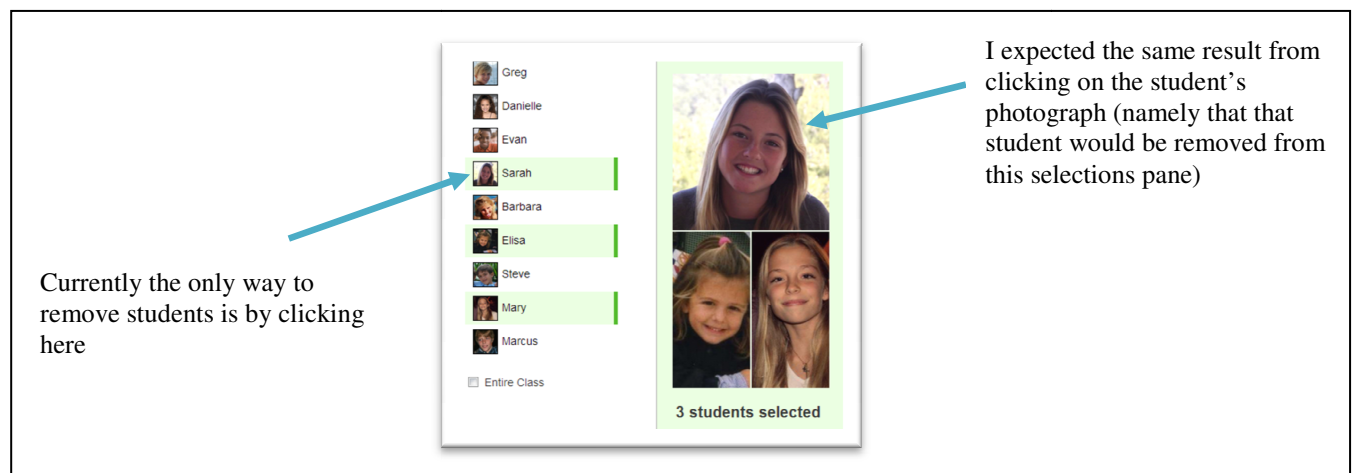 Greg
Danielle
Evan
Sarah
Barbara
Elisa
Steve
Mary
Marcus
Entire Class
3 students selected
I expected the same result from
clicking on the student’s
photograph (namely that that
student would be removed from
this selections pane)
Currently the only way to
remove students is by clicking
here